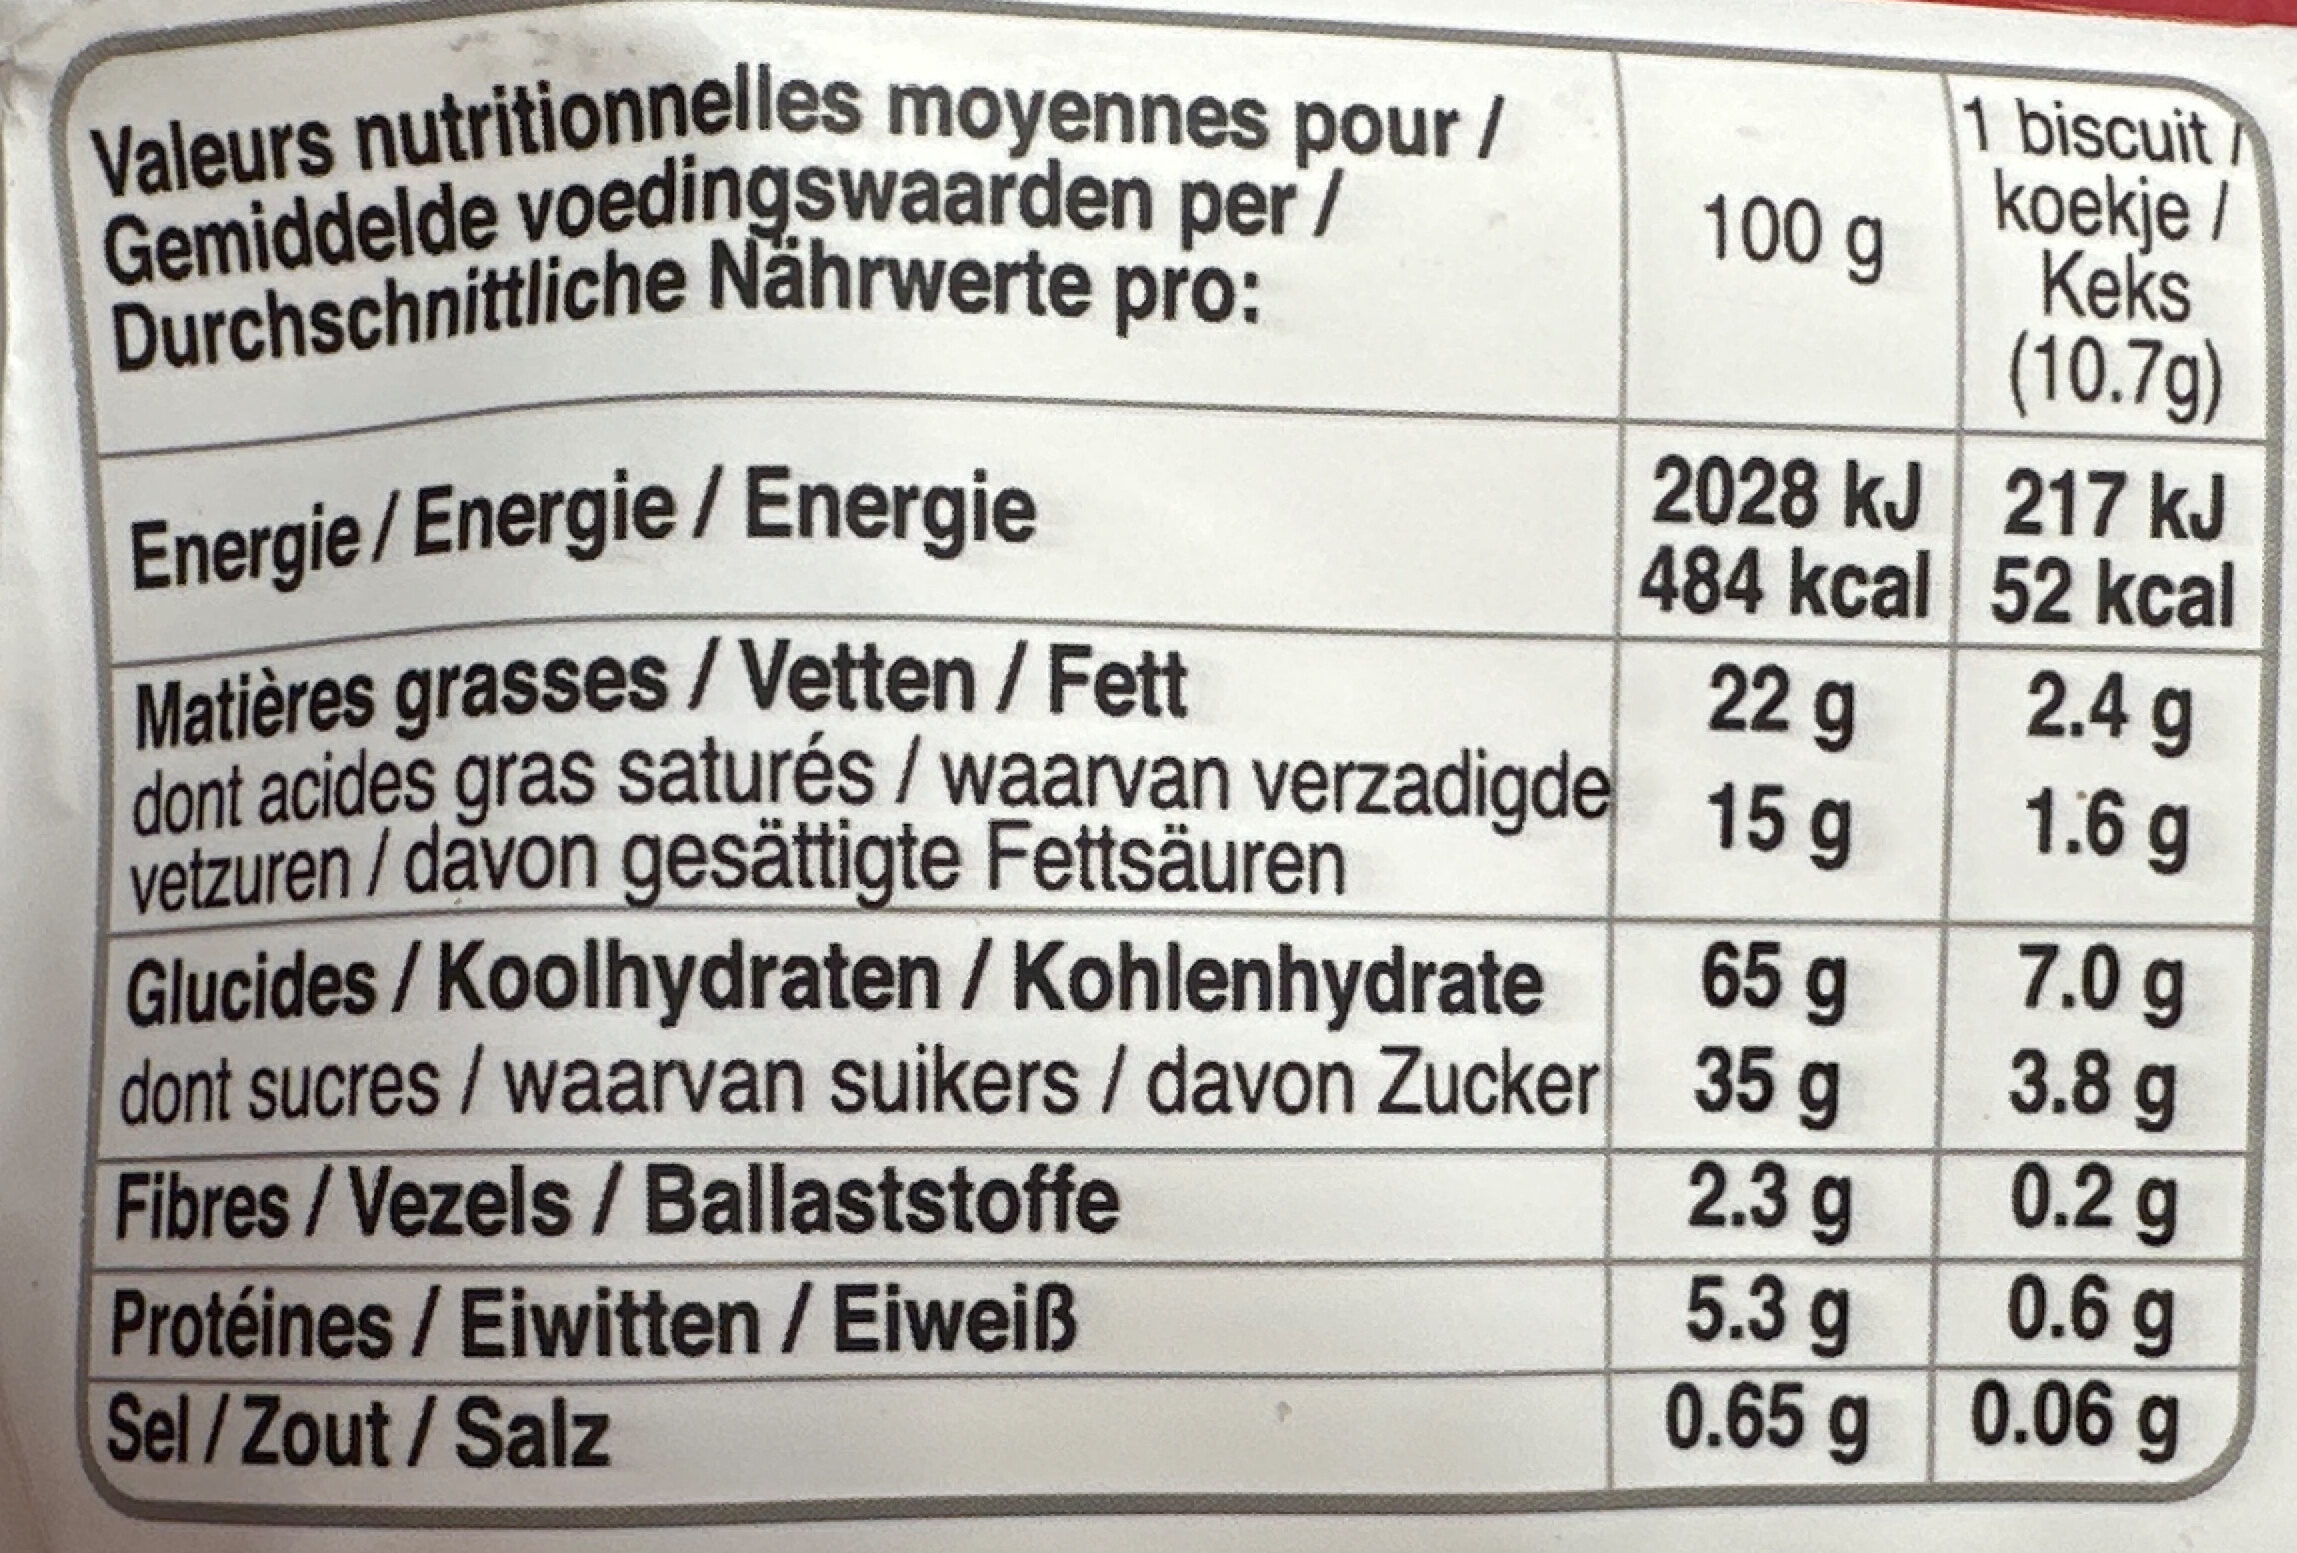 Valeurs nutritionnelles moyennes pour /
Gemiddelde voedingswaarden per /
Durchschnittliche Nährwerte pro:
100 g
1 biscuit /
koekje /
Keks
(10.7g)
Energie / Energie / Energie
2028 kJ 217 kJ
484 kcal 52 kcal
Matières grasses / Vetten / Fett 22 g 2.4 g
dont acides gras saturés / waarvan verzadigde 15 g 1.6 g
vetzuren / davon gesättigte Fettsäuren
Glucides / Koolhydraten / Kohlenhydrate 65 g 7.0 g
dont sucres / waarvan suikers / davon Zucker 35 g 3.8 g
Fibres / Vezels / Ballaststoffe 2.3 g 0.2 g
Protéines / Eiwitten / Eiweiß 5.3 g 0.6 g
Sel / Zout / Salz 0.65 g 0.06 g